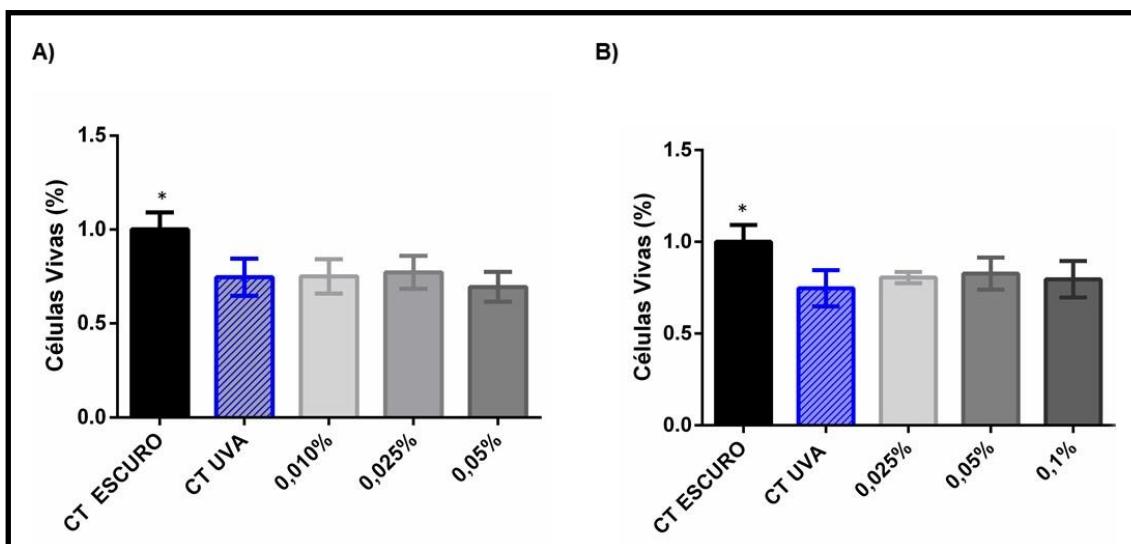 A)
Células Vivas (%)
1.5
1.0
0.5
0.0
*
CT ESCURO
CT UVA
0,010%
0,025%
0,05%
B)
Células Vivas (%)
1.5
1.0
0.5
0.0
*
CT ESCURO
CT UVA
0,025%
0,05%
0,1%